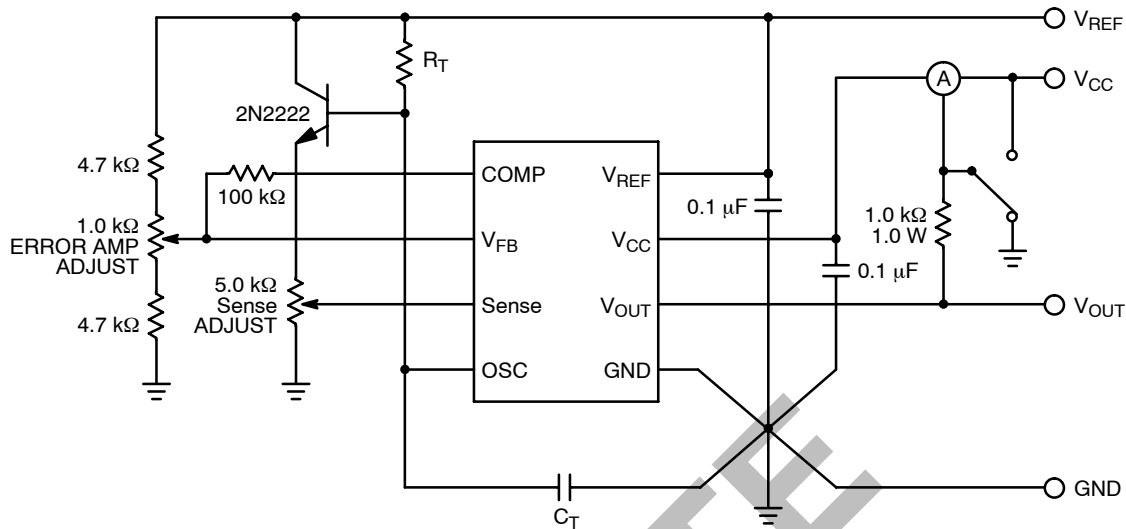 V_REF
R_T
A
V_CC
2N2222
4.7 kΩ
COMP
V_REF
100 kΩ
0.1 μF
1.0 kΩ
ERROR AMP
ADJUST
V_FB
V_CC
1.0 kΩ
1.0 W
0.1 μF
5.0 kΩ
Sense
ADJUST
Sense
V_OUT
V_OUT
4.7 kΩ
OSC
GND
C_T
GND